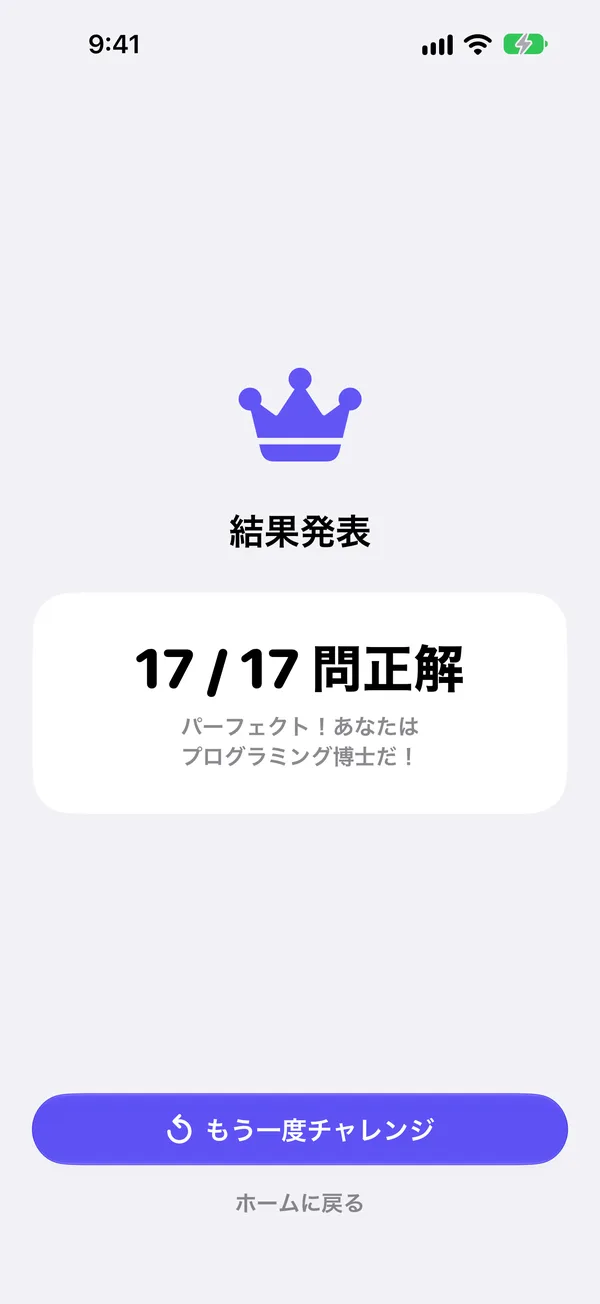 9:41
結果発表
17 / 17 問正解
パーフェクト！あなたは
プログラミング博士だ！
もう一度チャレンジ
ホームに戻る